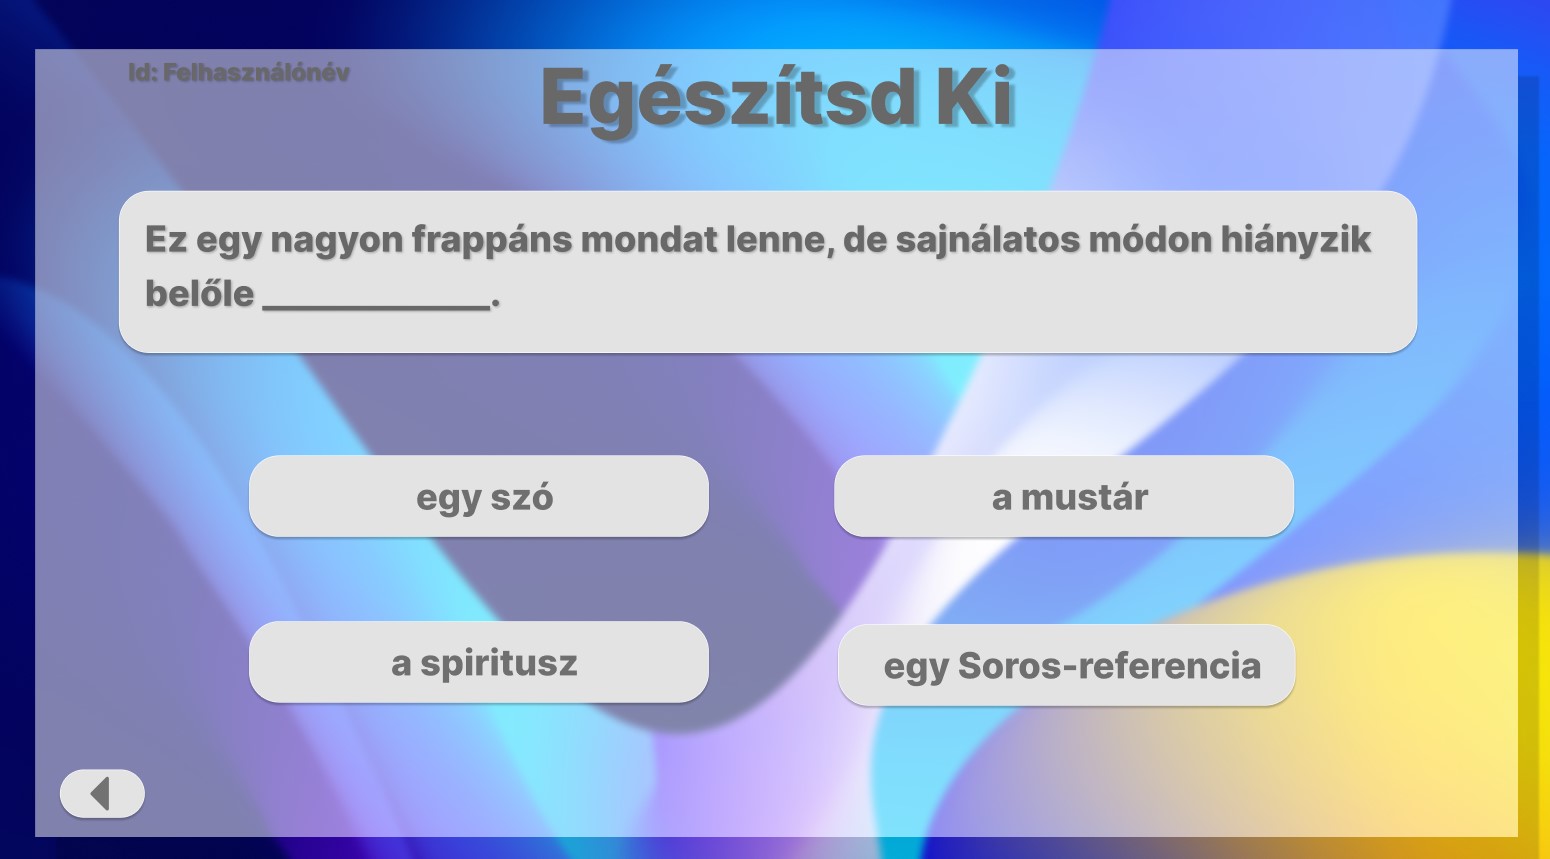 Id: Felhasználónév
Egészítsd Ki
Ez egy nagyon frappáns mondat lenne, de sajnálatos módon hiányzik
belőle ____________.
egy szó
a mustár
a spiritusz
egy Soros-referencia